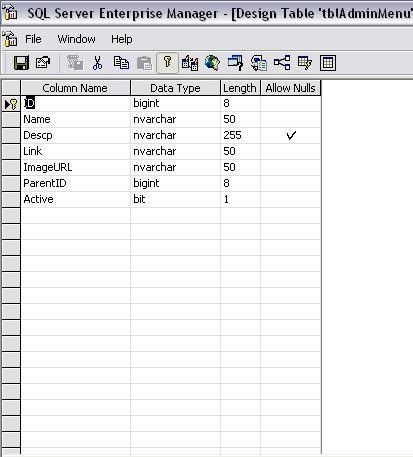 SQL Server Enterprise Manager - [Design Table 'tblAdminMenu'
File Window Help
Column Name Data Type Length Allow Nulls
ID bigint 8
Name nvarchar 50
Descp nvarchar 255
Link nvarchar 50
ImageURL nvarchar 50
ParentID bigint 8
Active bit 1